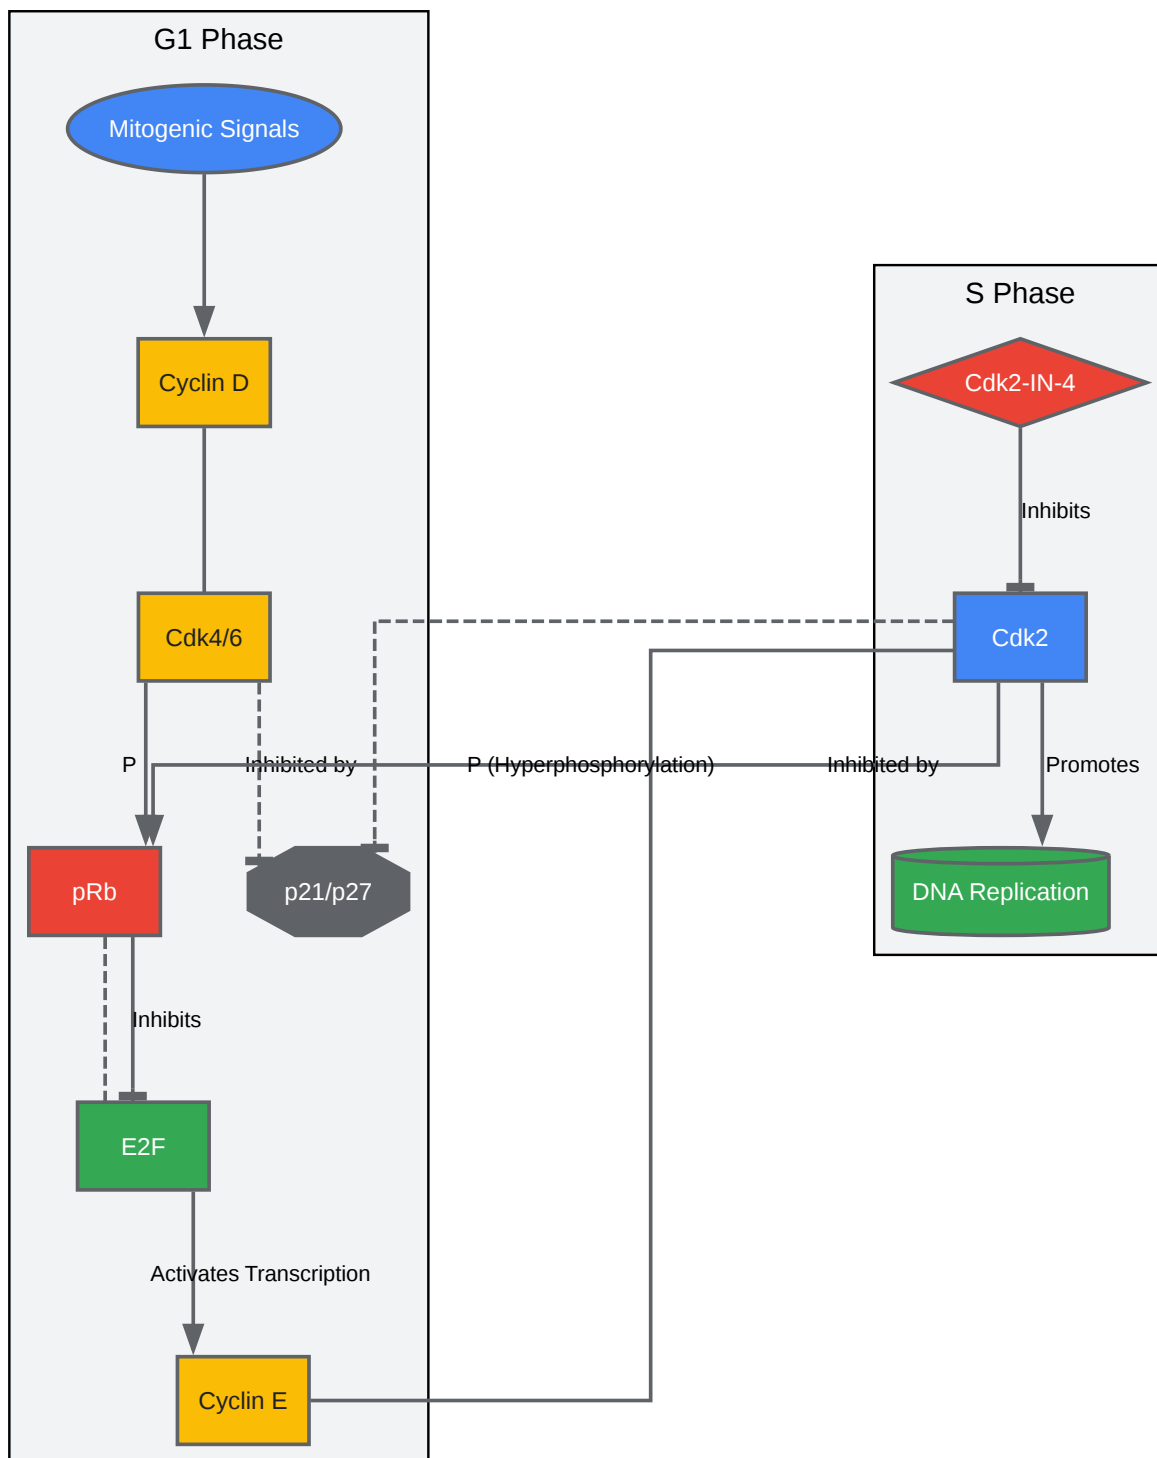 G1 Phase
Mitogenic Signals
S Phase
Cyclin D
Cdk2-IN-4
Inhibits
Cdk4/6
Cdk2
P
Inhibited by
P (Hyperphosphorylation)
Inhibited by
Promotes
pRb
p21/p27
DNA Replication
Inhibits
E2F
Activates Transcription
Cyclin E